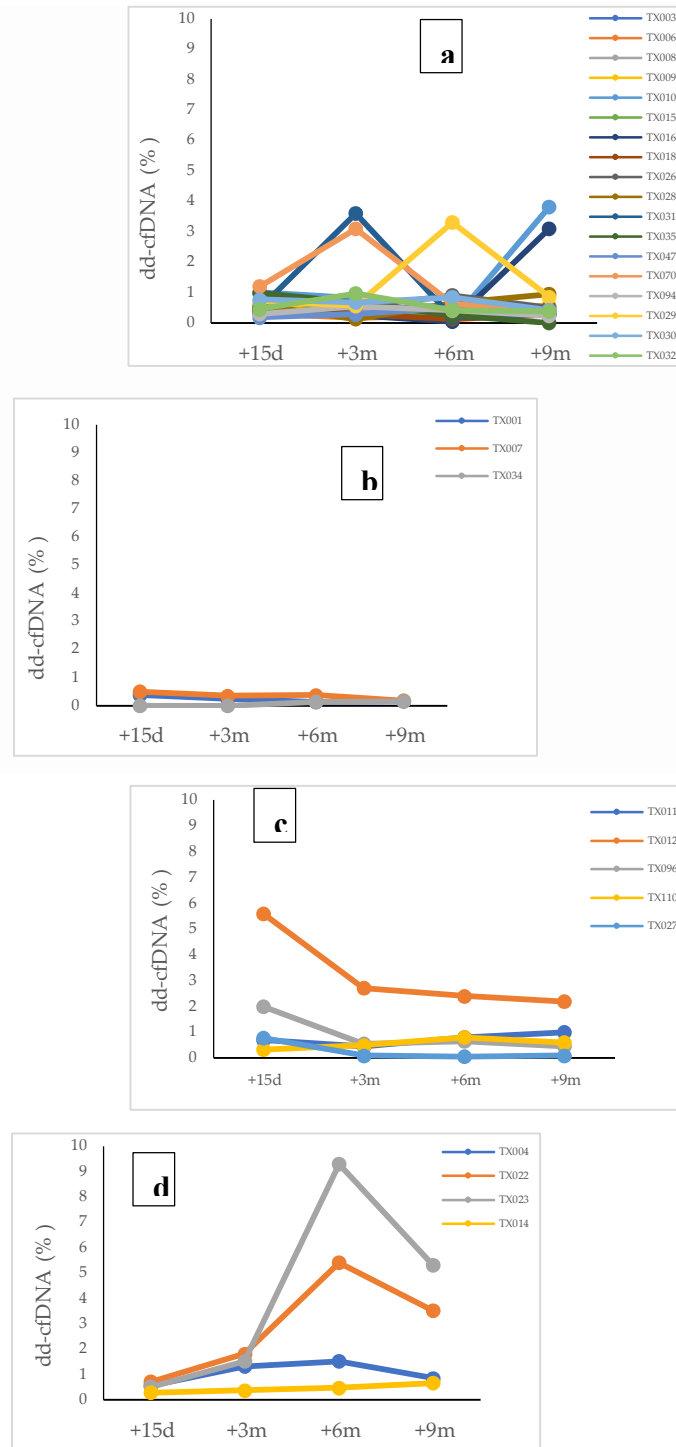 10
9
8
7
6
5
4
3
2
1
0
dd-cfDNA (%)
+15d +3m +6m +9m
a
TX003
TX006
TX008
TX009
TX010
TX015
TX016
TX018
TX026
TX028
TX031
TX035
TX047
TX070
TX094
TX029
TX030
TX032
10
9
8
7
6
5
4
3
2
1
0
dd-cfDNA (%)
+15d +3m +6m +9m
b
TX001
TX007
TX034
10
9
8
7
6
5
4
3
2
1
0
dd-cfDNA (%)
+15d +3m +6m +9m
c
TX011
TX012
TX096
TX110
TX027
10
9
8
7
6
5
4
3
2
1
0
dd-cfDNA (%)
+15d +3m +6m +9m
d
TX004
TX022
TX023
TX014